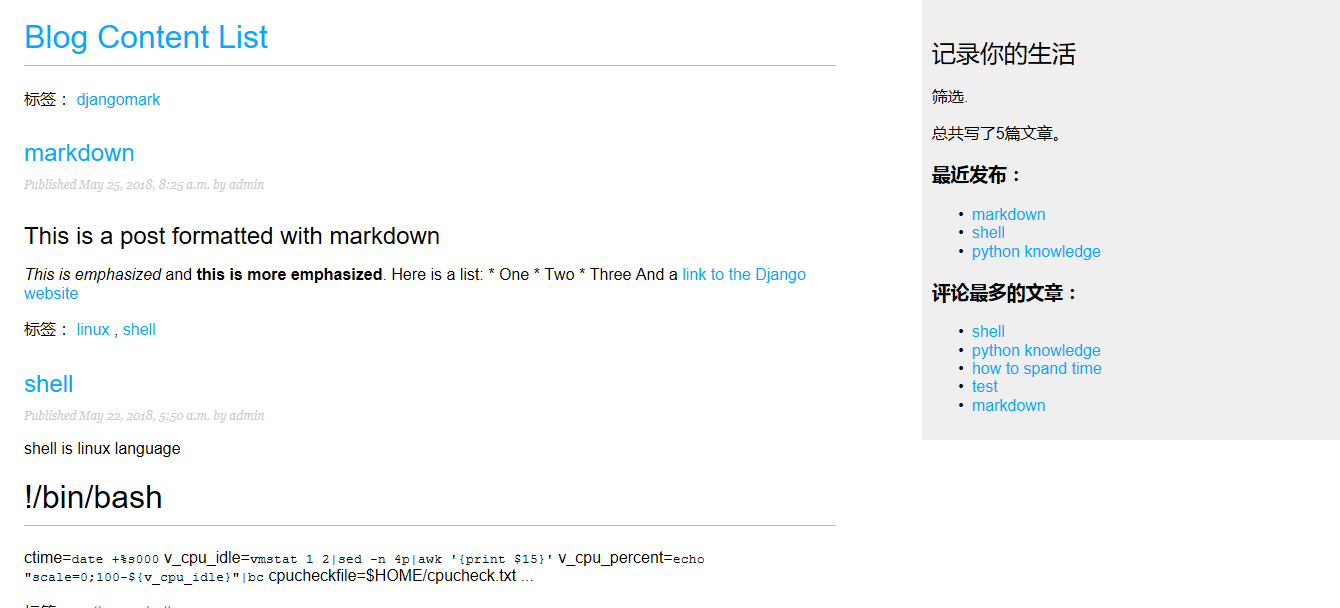 Blog Content List
标签： djangomark
markdown
Published May 25, 2018, 8:25 a.m. by admin
This is a post formatted with markdown
This is emphasized and this is more emphasized. Here is a list: * One * Two * Three And a link to the Django
website
标签： linux , shell
shell
Published May 22, 2018, 5:50 a.m. by admin
shell is linux language
!/bin/bash
ctime=date +%s000 v_cpu_idle=vmstat 1 2|sed -n 4p|awk '{print $15}' v_cpu_percent=echo
"scale=0;100-${v_cpu_idle}"|bc cpucheckfile=$HOME/cpucheck.txt ...
记录你的生活
筛选.
总共写了5篇文章。
最近发布：
• markdown
• shell
• python knowledge
评论最多的文章：
• shell
• python knowledge
• how to spand time
• test
• markdown